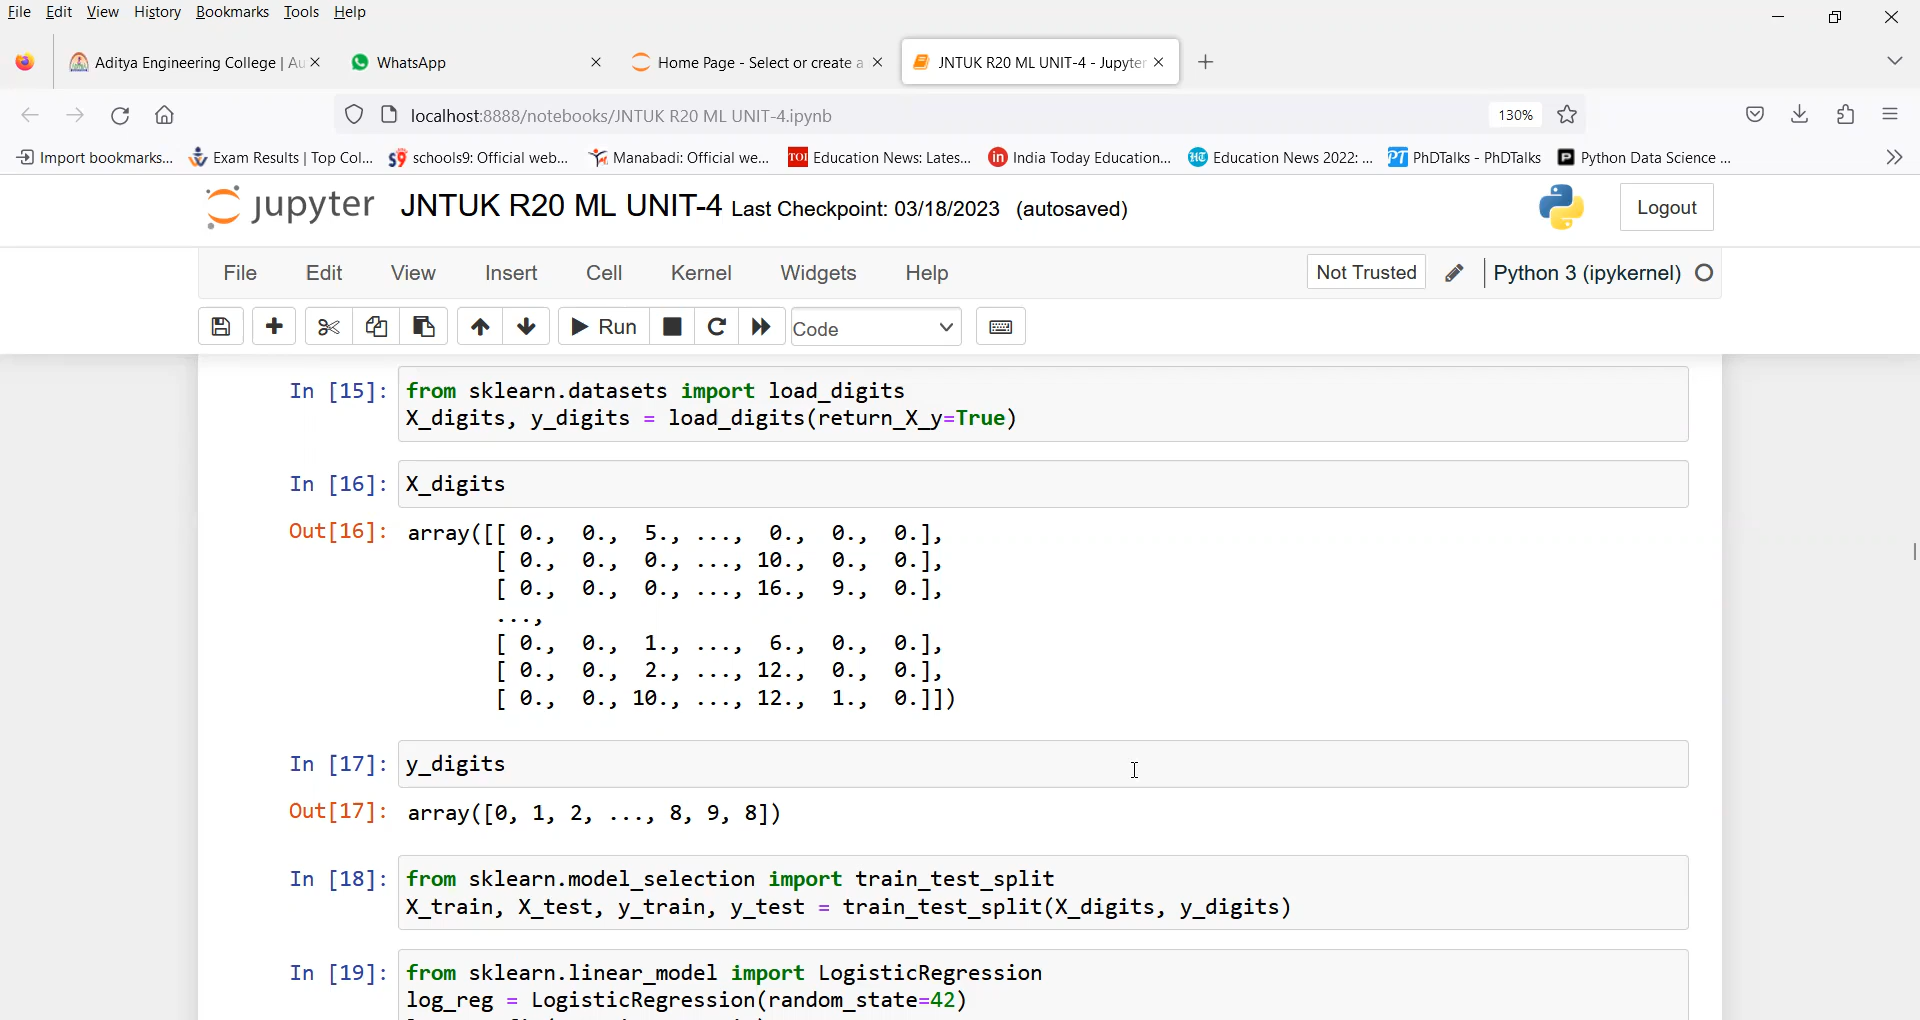 File Edit View History Bookmarks Tools Help
Aditya Engineering College | Au WhatsApp Home Page - Select or create a JNTUK R20 ML UNIT-4 - Jupyter
localhost:8888/notebooks/JNTUK R20 ML UNIT-4.ipynb 130%
Import bookmarks... Exam Results | Top Col... schools9: Official web... Manabadi: Official we... TOI Education News: Lates... in India Today Education... HT Education News 2022: ... PT PhDTalks - PhDTalks Python Data Science ...
jupyter JNTUK R20 ML UNIT-4 Last Checkpoint: 03/18/2023 (autosaved) Logout
File Edit View Insert Cell Kernel Widgets Help Not Trusted Python 3 (ipykernel)
Run Code
In [15]: from sklearn.datasets import load_digits
X_digits, y_digits = load_digits(return_X_y=True)
In [16]: X_digits
Out[16]: array([[ 0., 0., 5., ..., 0., 0., 0.],
[ 0., 0., 0., ..., 10., 0., 0.],
[ 0., 0., 0., ..., 16., 9., 0.],
...,
[ 0., 0., 1., ..., 6., 0., 0.],
[ 0., 0., 2., ..., 12., 0., 0.],
[ 0., 0., 10., ..., 12., 1., 0.]])
In [17]: y_digits
Out[17]: array([0, 1, 2, ..., 8, 9, 8])
In [18]: from sklearn.model_selection import train_test_split
X_train, X_test, y_train, y_test = train_test_split(X_digits, y_digits)
In [19]: from sklearn.linear_model import LogisticRegression
log_reg = LogisticRegression(random_state=42)